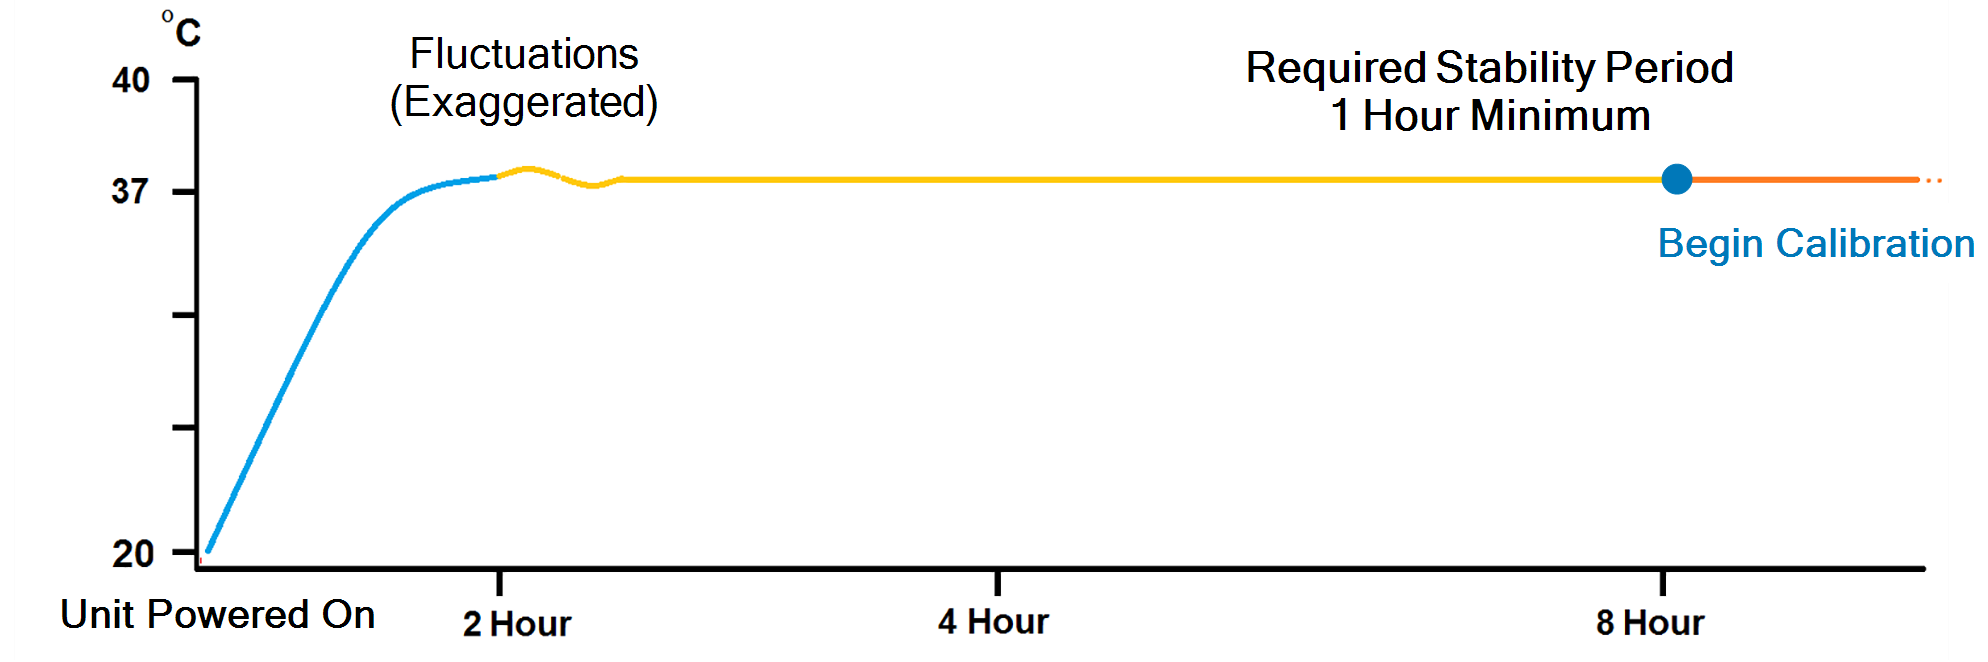 °C
40
Fluctuations
(Exaggerated)
Required Stability Period
1 Hour Minimum
37
Begin Calibration
20
Unit Powered On
2 Hour
4 Hour
8 Hour